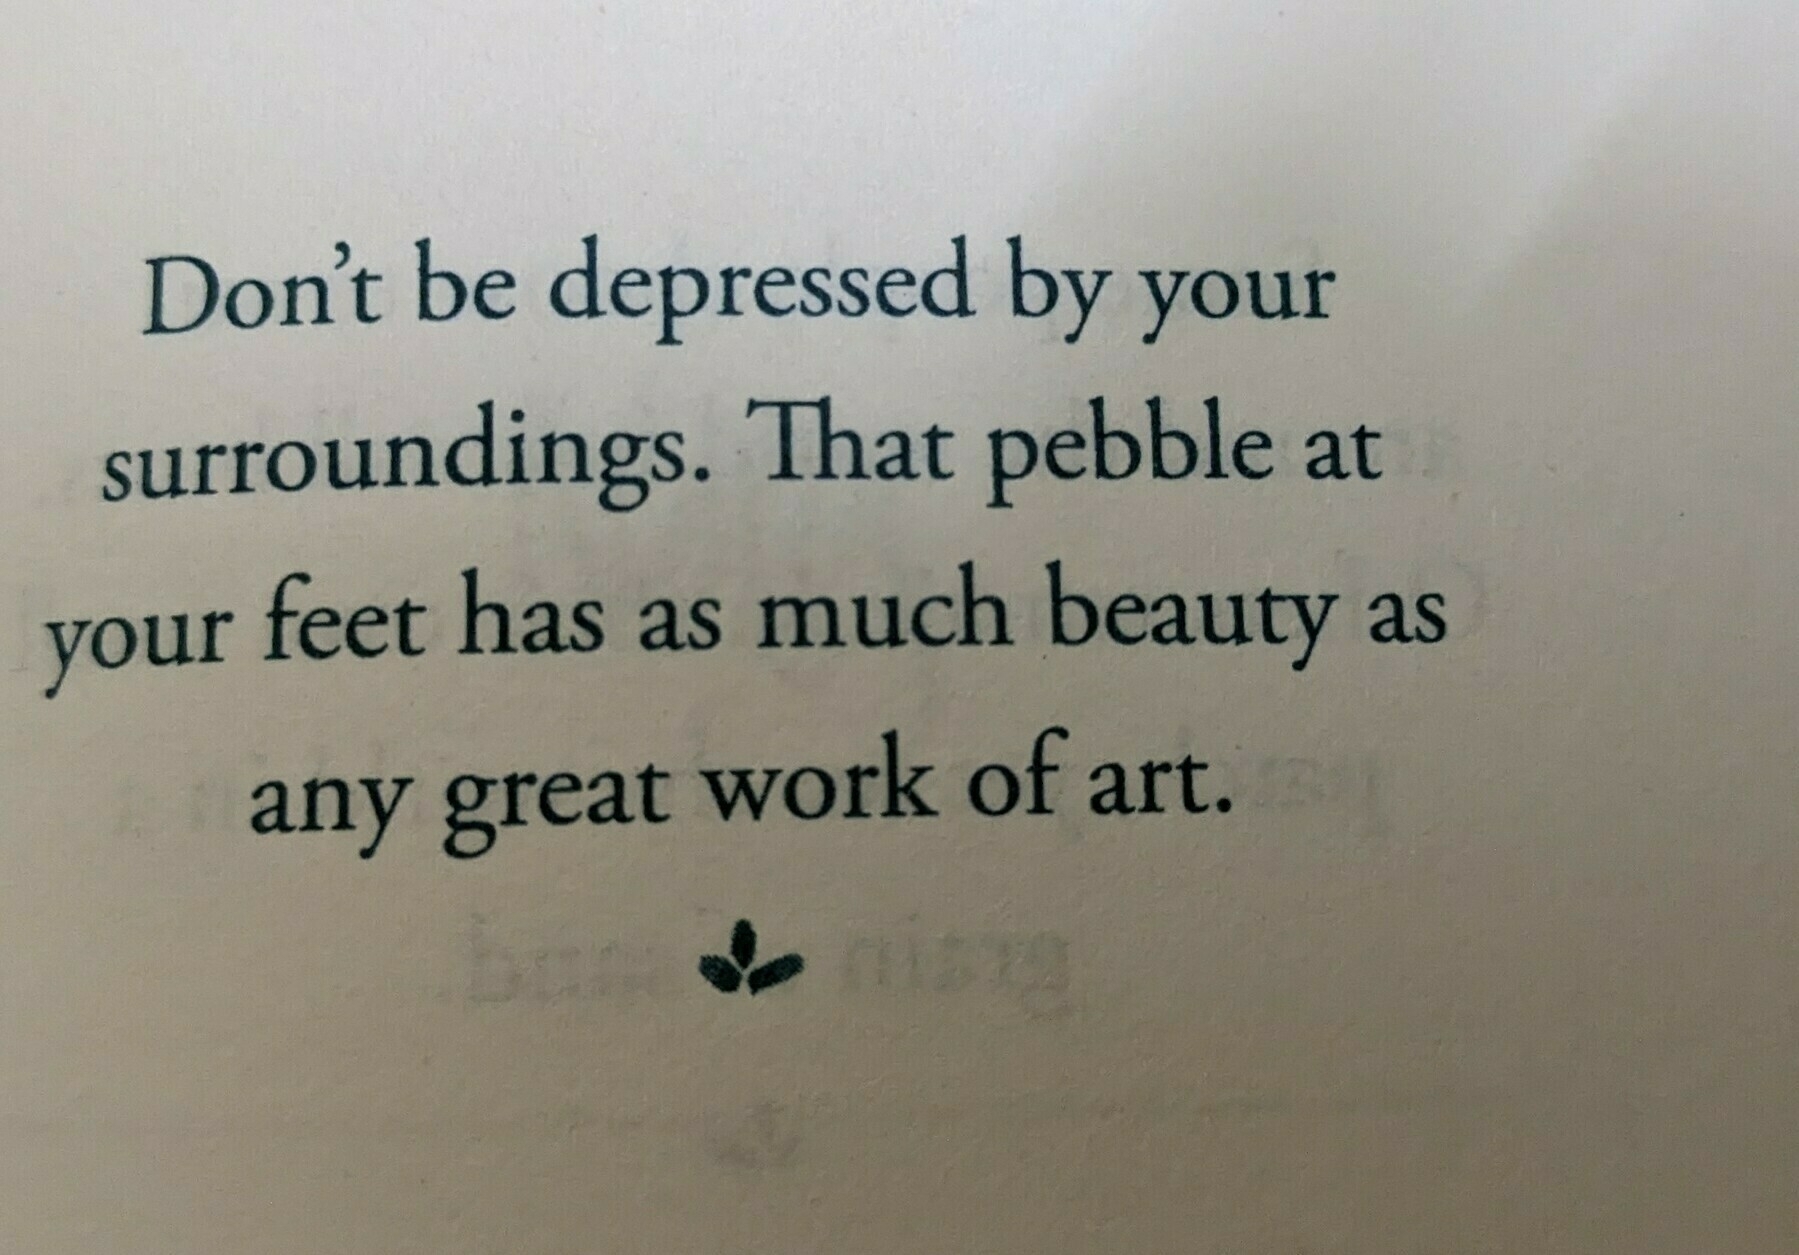 Don't be depressed by your
surroundings. That pebble at
your feet has as much beauty as
any great work of art.